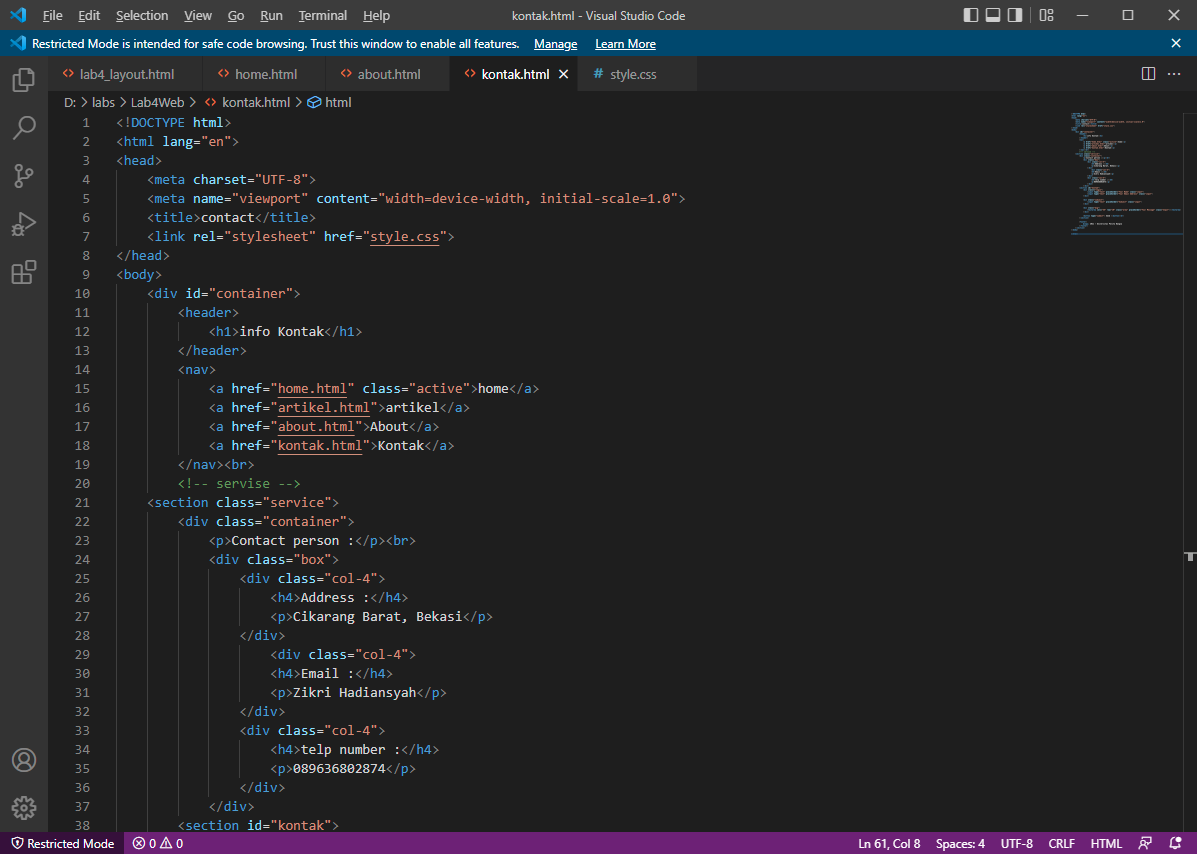 File Edit Selection View Go Run Terminal Help kontak.html - Visual Studio Code
Restricted Mode is intended for safe code browsing. Trust this window to enable all features. Manage Learn More
lab4_layout.html home.html about.html kontak.html # style.css
D: > labs > Lab4Web > kontak.html > html
1 <!DOCTYPE html>
2 <html lang="en">
3 <head>
4 <meta charset="UTF-8">
5 <meta name="viewport" content="width=device-width, initial-scale=1.0">
6 <title>contact</title>
7 <link rel="stylesheet" href="style.css">
8 </head>
9 <body>
10 <div id="container">
11 <header>
12 <h1>info Kontak</h1>
13 </header>
14 <nav>
15 <a href="home.html" class="active">home</a>
16 <a href="artikel.html">artikel</a>
17 <a href="about.html">About</a>
18 <a href="kontak.html">Kontak</a>
19 </nav><br>
20 <!-- servise -->
21 <section class="service">
22 <div class="container">
23 <p>Contact person :</p><br>
24 <div class="box">
25 <div class="col-4">
26 <h4>Address :</h4>
27 <p>Cikarang Barat, Bekasi</p>
28 </div>
29 <div class="col-4">
30 <h4>Email :</h4>
31 <p>Zikri Hadiansyah</p>
32 </div>
33 <div class="col-4">
34 <h4>telp number :</h4>
35 <p>089636802874</p>
36 </div>
37 </div>
38 <section id="kontak">
Restricted Mode 0 0 Ln 61, Col 8 Spaces: 4 UTF-8 CRLF HTML